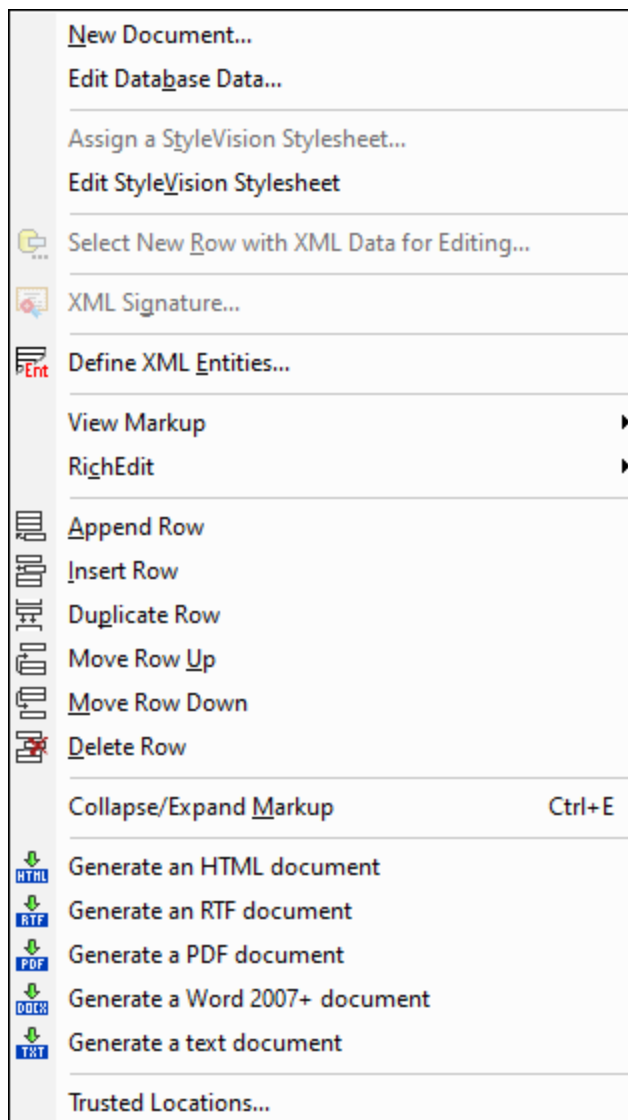 New Document...
Edit Database Data...
Assign a StyleVision Stylesheet...
Edit StyleVision Stylesheet
Select New Row with XML Data for Editing...
XML Signature...
Ent Define XML Entities...
View Markup
RichEdit
Append Row
Insert Row
Duplicate Row
Move Row Up
Move Row Down
Delete Row
Collapse/Expand Markup Ctrl+E
HTML Generate an HTML document
RTF Generate an RTF document
PDF Generate a PDF document
DOCX Generate a Word 2007+ document
TXT Generate a text document
Trusted Locations...